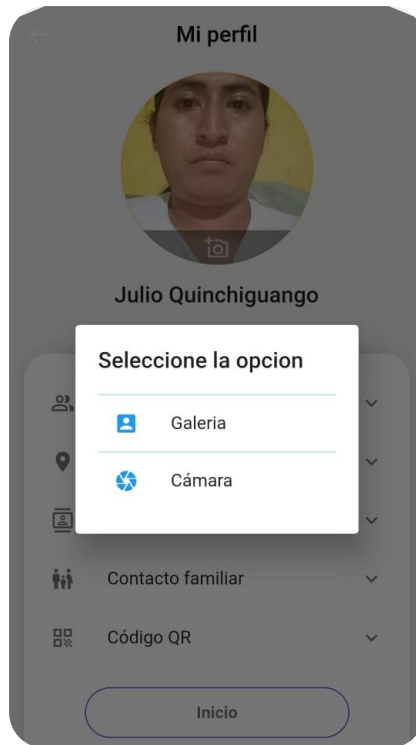 Mi perfil
Julio Quinchiguango
Seleccione la opcion
Galeria
Cámara
Contacto familiar
Código QR
Inicio